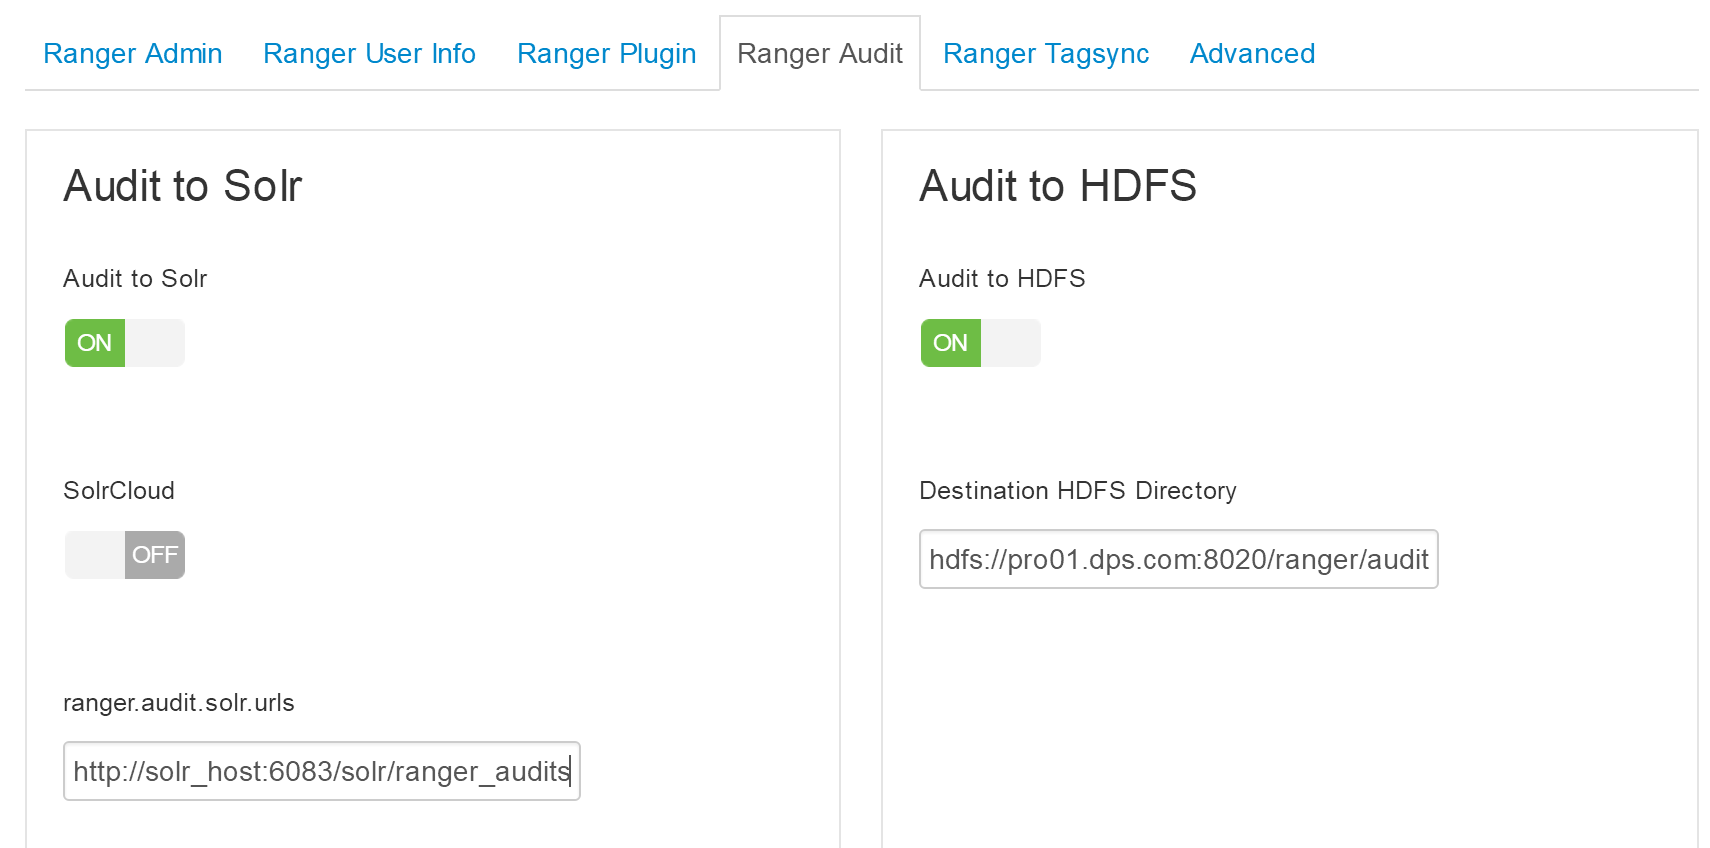 Ranger Admin Ranger User Info Ranger Plugin Ranger Audit Ranger Tagsync Advanced
Audit to Solr
Audit to Solr
ON
SolrCloud
OFF
ranger.audit.solr.urls
http://solr_host:6083/solr/ranger_audits
Audit to HDFS
Audit to HDFS
ON
Destination HDFS Directory
hdfs://pro01.dps.com:8020/ranger/audit